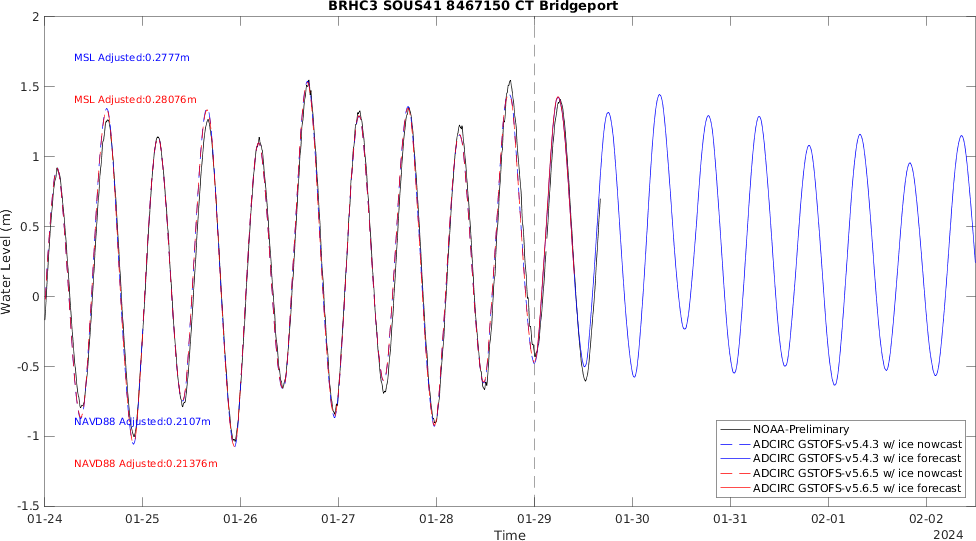 BRHC3 SOUS41 8467150 CT Bridgeport
2
1.5
1
0.5
0
-0.5
-1
-1.5
Water Level (m)
MSL Adjusted:0.2777m
MSL Adjusted:0.28076m
NAVD88 Adjusted:0.2107m
NAVD88 Adjusted:0.21376m
NOAA-Preliminary
ADCIRC GSTOFS-v5.4.3 w/ ice nowcast
ADCIRC GSTOFS-v5.4.3 w/ ice forecast
ADCIRC GSTOFS-v5.6.5 w/ ice nowcast
ADCIRC GSTOFS-v5.6.5 w/ ice forecast
01-24 01-25 01-26 01-27 01-28 01-29 01-30 01-31 02-01 02-02
Time
2024